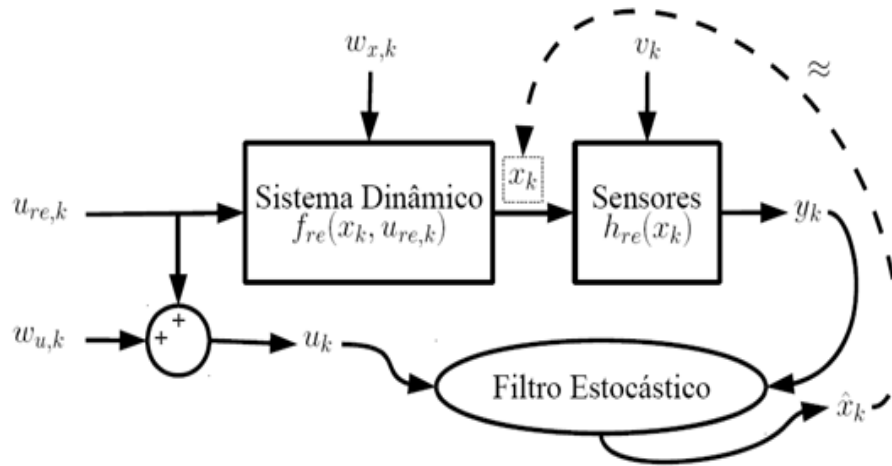 w_{x,k}
v_k
≈
x_k
Sistema Dinâmico
f_{re}(x_k, u_{re,k})
Sensores
h_{re}(x_k)
u_{re,k}
y_k
+
+
w_{u,k}
u_k
Filtro Estocástico
x̂_k